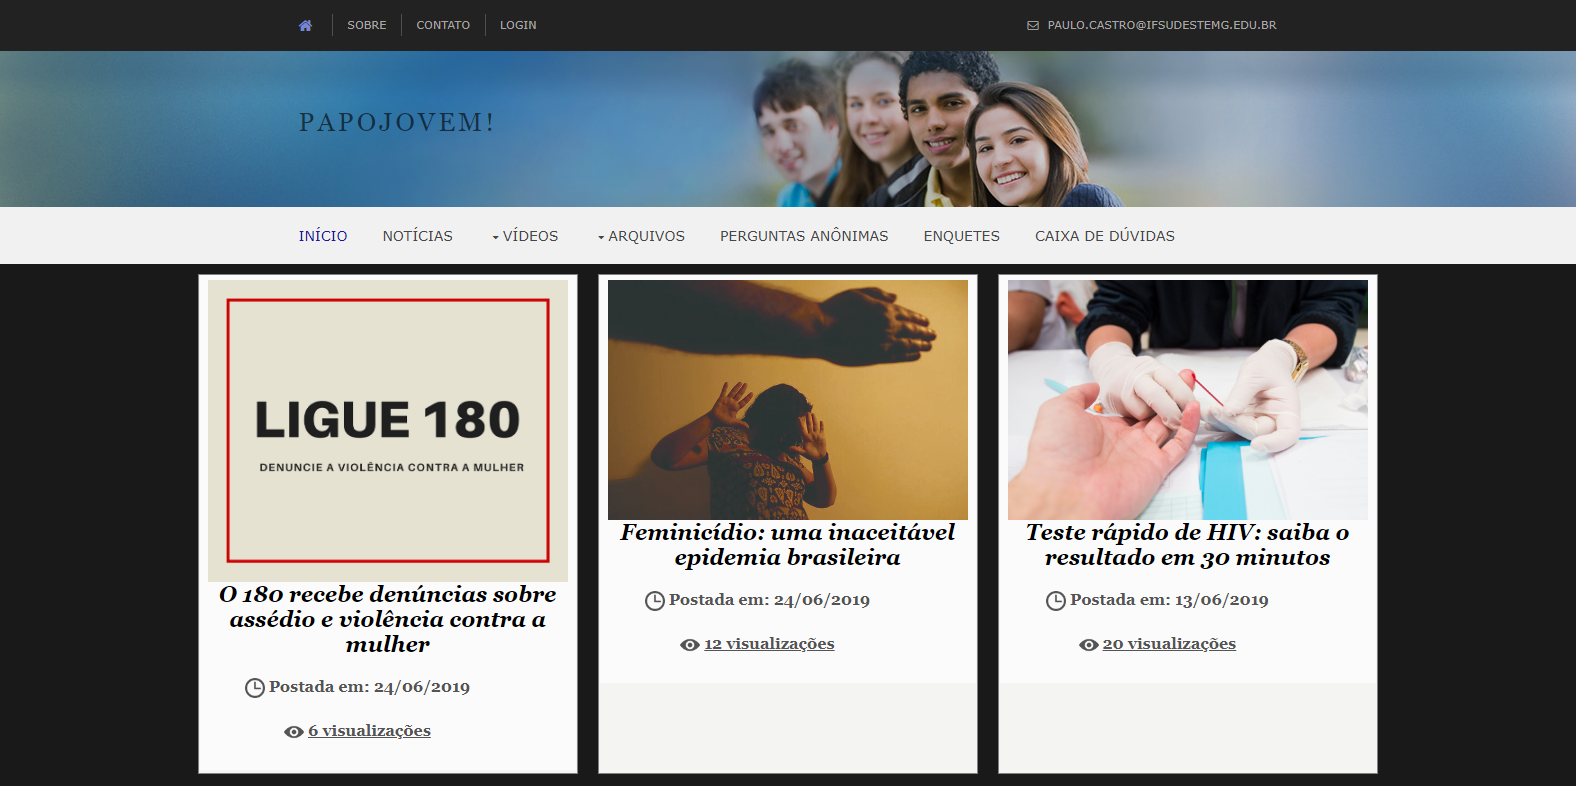 SOBRE
CONTATO
LOGIN
PAULO.CASTRO@IFSUDESTEMG.EDU.BR
PAPOJOVEM!
INÍCIO
NOTÍCIAS
VÍDEOS
ARQUIVOS
PERGUNTAS ANÔNIMAS
ENQUETES
CAIXA DE DÚVIDAS
LIGUE 180
DENUNCIE A VIOLÊNCIA CONTRA A MULHER
O 180 recebe denúncias sobre
assédio e violência contra a
mulher
Postada em: 24/06/2019
6 visualizações
Feminicídio: uma inaceitável
epidemia brasileira
Postada em: 24/06/2019
12 visualizações
Teste rápido de HIV: saiba o
resultado em 30 minutos
Postada em: 13/06/2019
20 visualizações